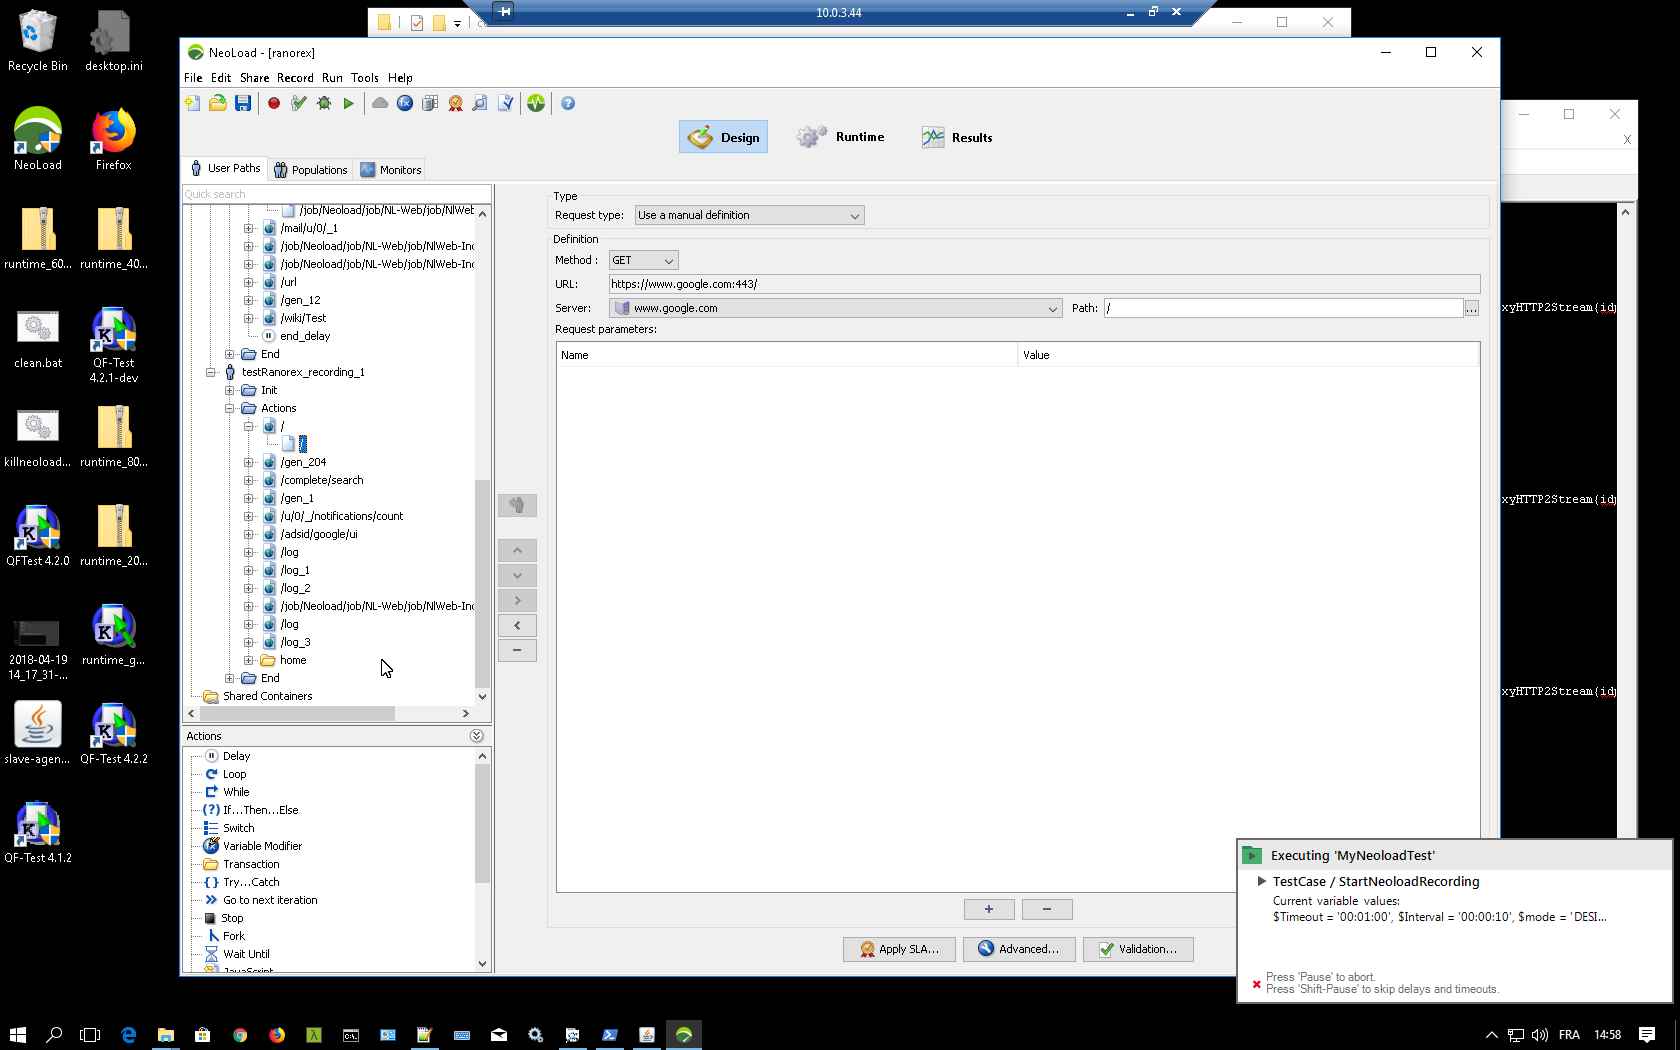 10.0.3.44
Recycle Bin
desktop.ini
NeoLoad
Firefox
runtime_60...
runtime_40...
clean.bat
QF-Test
4.2.1-dev
killneoload...
runtime_80...
QFTest 4.2.0
runtime_20...
2018-04-19
14_17_31-...
runtime_g...
slave-agen...
QF-Test 4.2.2
QF-Test 4.1.2
NeoLoad - [ranorex]
File Edit Share Record Run Tools Help
Design
Runtime
Results
User Paths
Populations
Monitors
Quick search
/job/Neoload/job/NL-Web/job/NlWeb
/mail/u/0/_1
/job/Neoload/job/NL-Web/job/NlWeb-Inc
/job/Neoload/job/NL-Web/job/NlWeb-Inc
/url
/gen_12
/wiki/Test
end_delay
End
testRanorex_recording_1
Init
Actions
/
/
/gen_204
/complete/search
/gen_1
/u/0/_/notifications/count
/adsid/google/ui
/log
/log_1
/log_2
/job/Neoload/job/NL-Web/job/NlWeb-Inc
/log
/log_3
home
End
Shared Containers
Actions
Delay
Loop
While
If...Then...Else
Switch
Variable Modifier
Transaction
Try...Catch
Go to next iteration
Stop
Fork
Wait Until
JavaScript
Type
Request type: Use a manual definition
Definition
Method : GET
URL: https://www.google.com:443/
Server: www.google.com Path: / ...
Request parameters:
Name Value
+ -
Apply SLA... Advanced... Validation...
X
xyHTTP2Stream{idp
xyHTTP2Stream{idp
xyHTTP2Stream{idp
Executing 'MyNeoloadTest'
TestCase / StartNeoloadRecording
Current variable values:
$Timeout = '00:01:00', $Interval = '00:00:10', $mode = 'DESI...
Press 'Pause' to abort.
Press 'Shift-Pause' to skip delays and timeouts.
FRA 14:58